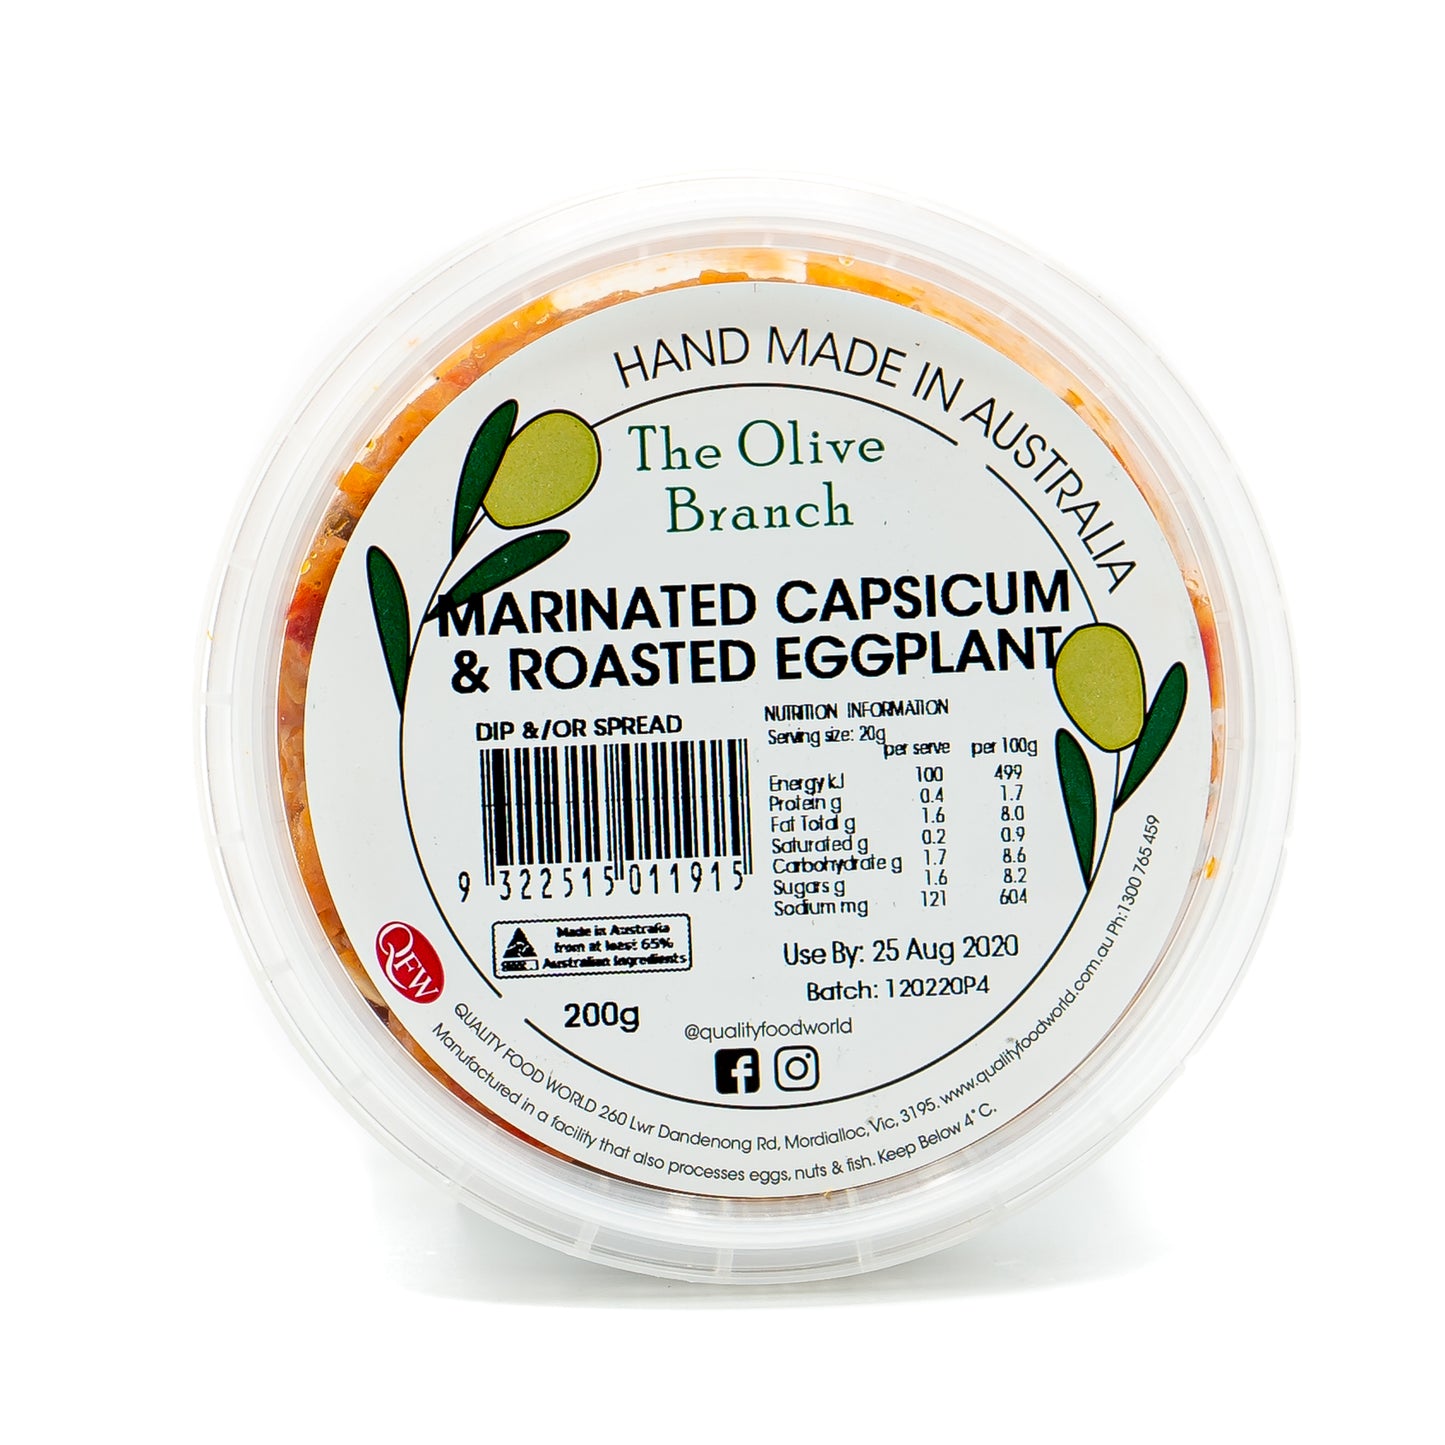 HAND MADE IN AUSTRALIA
The Olive
Branch
MARINATED CAPSICUM
& ROASTED EGGPLANT
DIP &/OR SPREAD
9 322515 011915
Made in Australia
from at least 65%
Australian ingredients
200g
NUTRITION INFORMATION
Serving size: 20g
per serve per 100g
Energy kJ 100 499
Protein g 0.4 1.7
Fat Total g 1.6 8.0
Saturated g 0.2 0.9
Carbohydrate g 1.7 8.6
Sugars g 1.6 8.2
Sodium mg 121 604
Use By: 25 Aug 2020
Batch: 120220P4
@qualityfoodworld
QFW
QUALITY FOOD WORLD 260 Lwr Dandenong Rd, Mordialloc, Vic, 3195. www.qualityfoodworld.com.au Ph:1300 765 459
Manufactured in a facility that also processes eggs, nuts & fish. Keep Below 4°C.